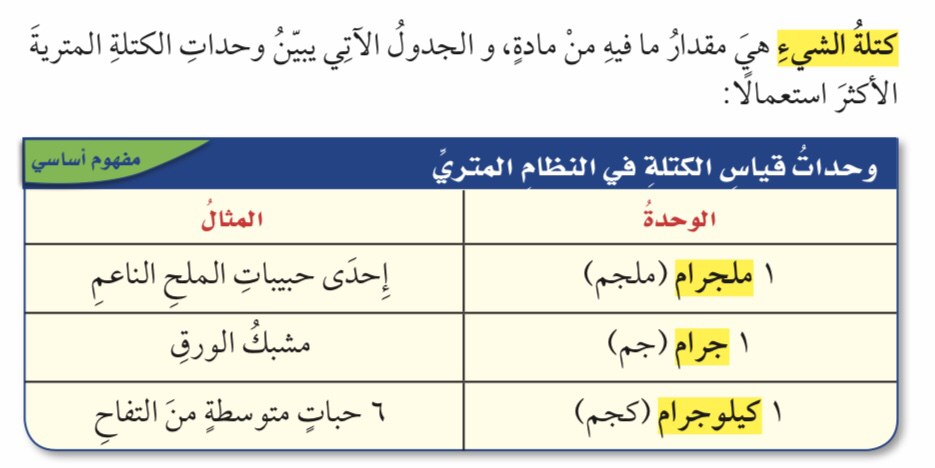 كتلةُ الشيءِ هيَ مقدارُ ما فيهِ منْ مادةٍ، و الجدولُ الآتِي يبيّنُ وحداتِ الكتلةِ المتريةَ
الأكثرَ استعمالًا:
وحداتُ قياسِ الكتلةِ في النظامِ المتريِّ مفهوم أساسي
الوحدةُ المثالُ
١ ملجرام (ملجم) إِحدَى حبيباتِ الملحِ الناعمِ
١ جرام (جم) مشبكُ الورقِ
١ كيلوجرام (كجم) ٦ حباتٍ متوسطةٍ منَ التفاحِ